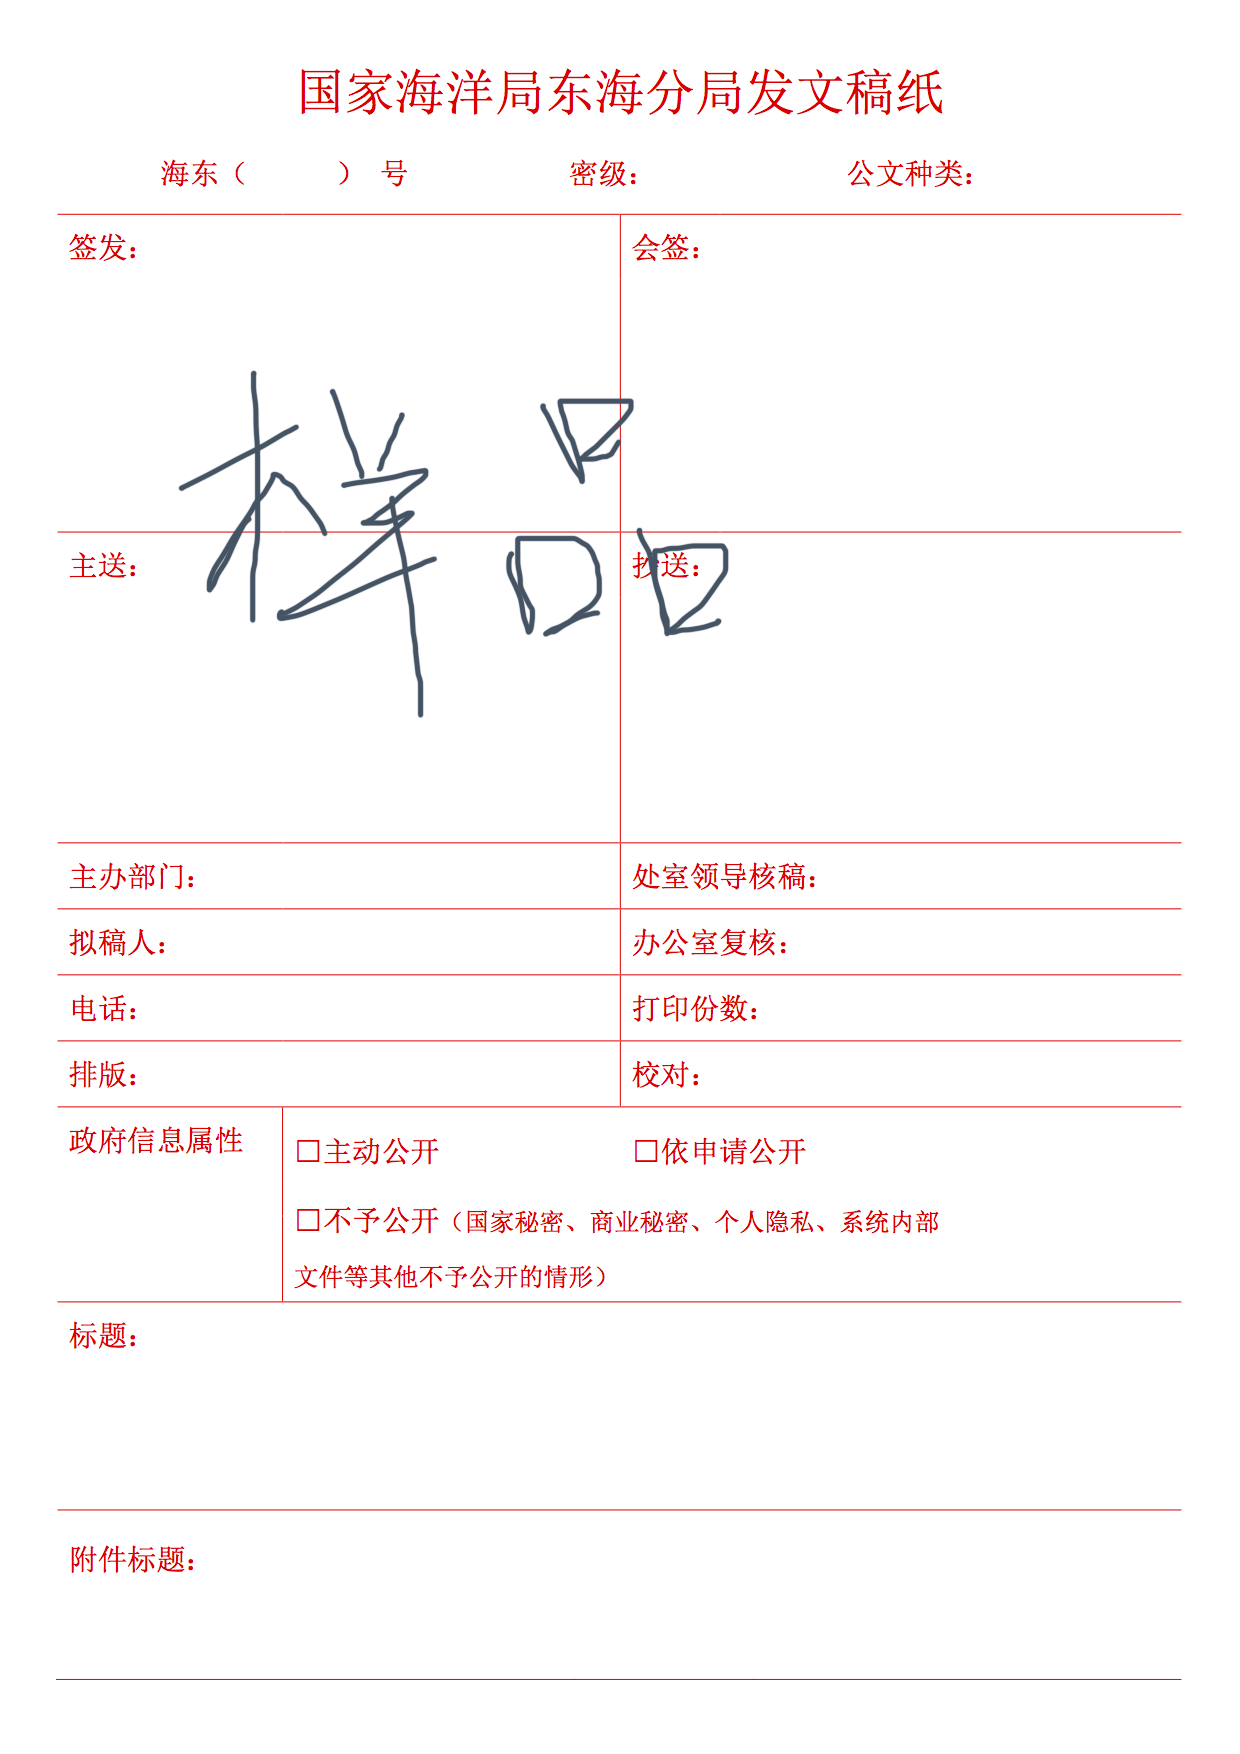 国家海洋局东海分局发文稿纸
海东（ ） 号 密级： 公文种类：
签发： 会签：
样品
主送： 抄送：
主办部门： 处室领导核稿：
拟稿人： 办公室复核：
电话： 打印份数：
排版： 校对：
政府信息属性 □主动公开 □依申请公开
□不予公开（国家秘密、商业秘密、个人隐私、系统内部
文件等其他不予公开的情形）
标题：
附件标题：